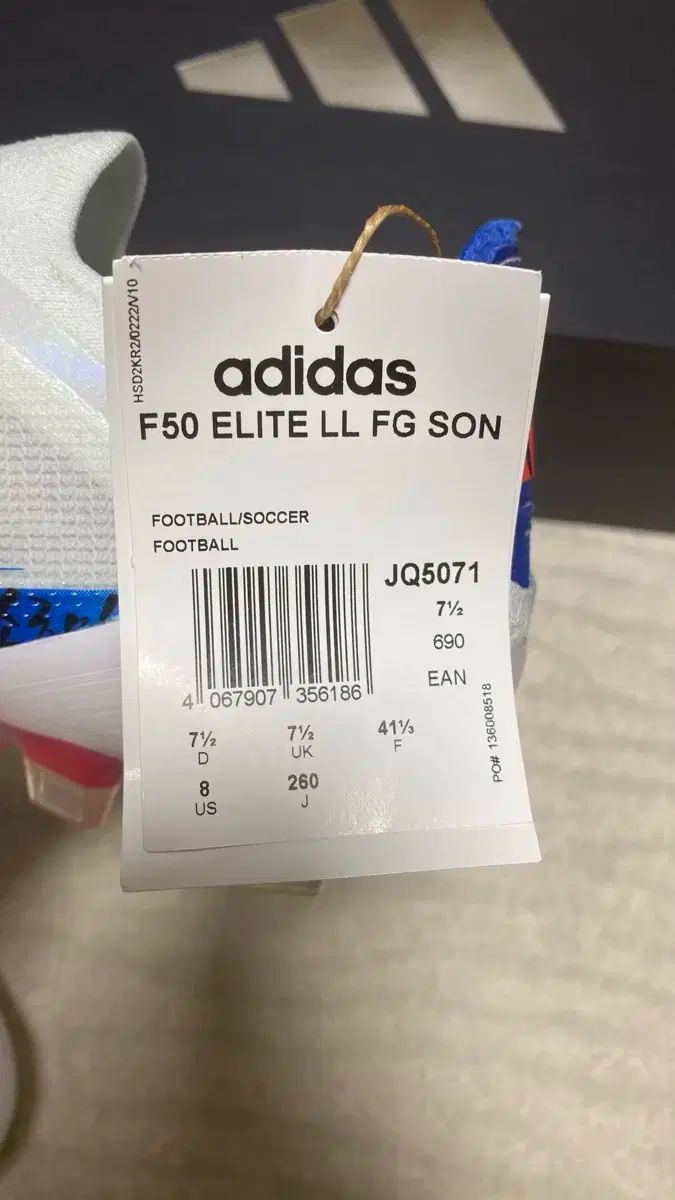 HSD2KR2/0222/V10
adidas
F50 ELITE LL FG SON
FOOTBALL/SOCCER
FOOTBALL
JQ5071
7½
690
EAN
4 067907 356186
PO# 136008518
7½ 7½ 41⅓
D UK F
8 260
US J